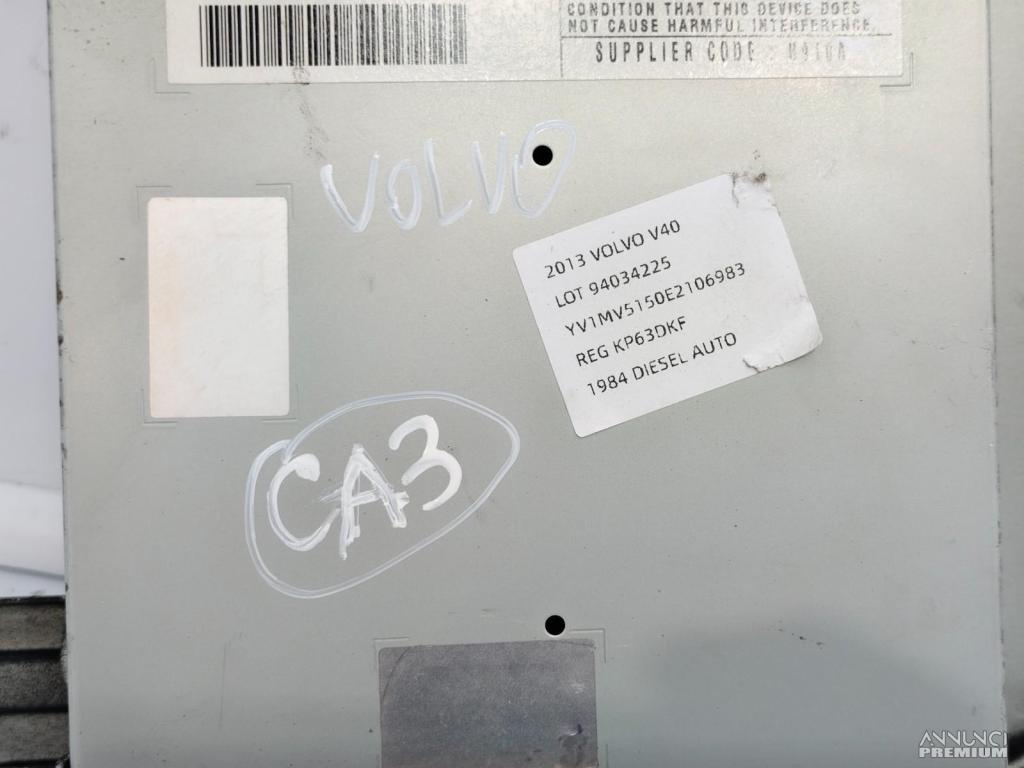 CONDITION THAT THIS DEVICE DOES
NOT CAUSE HARMFUL INTERFERENCE.
SUPPLIER CODE :
VOLVO
2013 VOLVO V40
LOT 94034225
YV1MV5150E2106983
REG KP63DKF
1984 DIESEL AUTO
CA3
ANNUNCI
PREMIUM